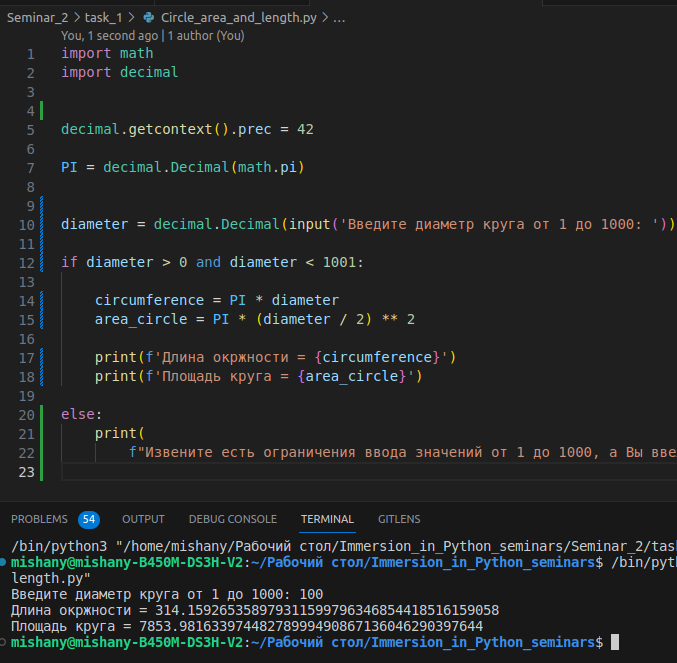 Seminar_2 > task_1 > Circle_area_and_length.py > ...
You, 1 second ago | 1 author (You)
1 import math
2 import decimal
3
4
5 decimal.getcontext().prec = 42
6
7 PI = decimal.Decimal(math.pi)
8
9
10 diameter = decimal.Decimal(input('Введите диаметр круга от 1 до 1000: '))
11
12 if diameter > 0 and diameter < 1001:
13
14 circumference = PI * diameter
15 area_circle = PI * (diameter / 2) ** 2
16
17 print(f'Длина окржности = {circumference}')
18 print(f'Площадь круга = {area_circle}')
19
20 else:
21 print(
22 f"Извените есть ограничения ввода значений от 1 до 1000, а Вы вве
23
PROBLEMS 54 OUTPUT DEBUG CONSOLE TERMINAL GITLENS
/bin/python3 "/home/mishany/Рабочий стол/Immersion_in_Python_seminars/Seminar_2/tas
mishany@mishany-B450M-DS3H-V2:~/Рабочий стол/Immersion_in_Python_seminars$ /bin/pyth
length.py"
Введите диаметр круга от 1 до 1000: 100
Длина окржности = 314.159265358979311599796346854418516159058
Площадь круга = 7853.98163397448278999490867136046290397644
mishany@mishany-B450M-DS3H-V2:~/Рабочий стол/Immersion_in_Python_seminars$